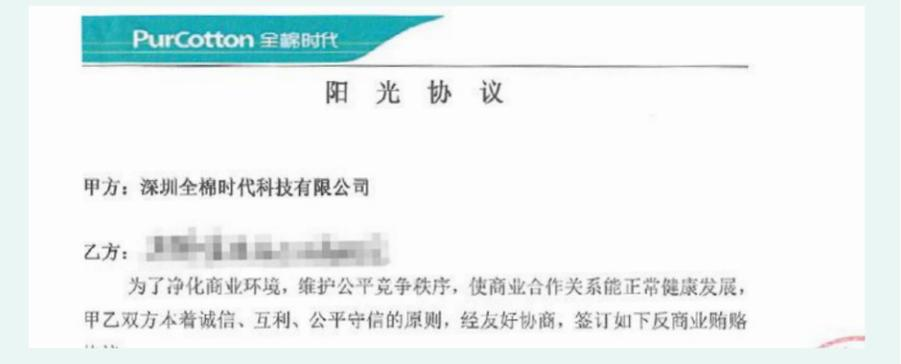 PurCotton 全棉时代
阳 光 协 议
甲方：深圳全棉时代科技有限公司
乙方：
为了净化商业环境，维护公平竞争秩序，使商业合作关系能正常健康发展，
甲乙双方本着诚信、互利、公平守信的原则，经友好协商，签订如下反商业贿赂